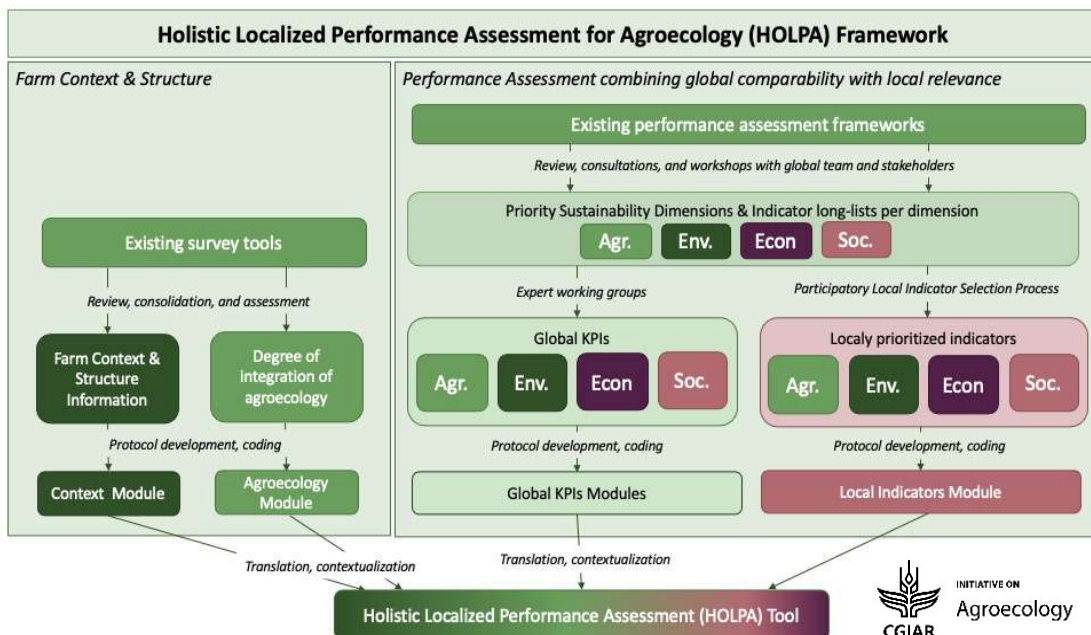 Holistic Localized Performance Assessment for Agroecology (HOLPA) Framework
Farm Context & Structure
Existing survey tools
Review, consolidation, and assessment
Farm Context &
Structure
Information
Degree of
integration of
agroecology
Protocol development, coding
Context Module
Agroecology
Module
Performance Assessment combining global comparability with local relevance
Existing performance assessment frameworks
Review, consultations, and workshops with global team and stakeholders
Priority Sustainability Dimensions & Indicator long-lists per dimension
Agr. Env. Econ Soc.
Expert working groups
Participatory Local Indicator Selection Process
Global KPIs
Agr. Env. Econ Soc.
Localy prioritized indicators
Agr. Env. Econ Soc.
Protocol development, coding
Protocol development, coding
Global KPIs Modules
Local Indicators Module
Translation, contextualization
Translation, contextualization
Holistic Localized Performance Assessment (HOLPA) Tool
CGIAR
INITIATIVE ON
Agroecology